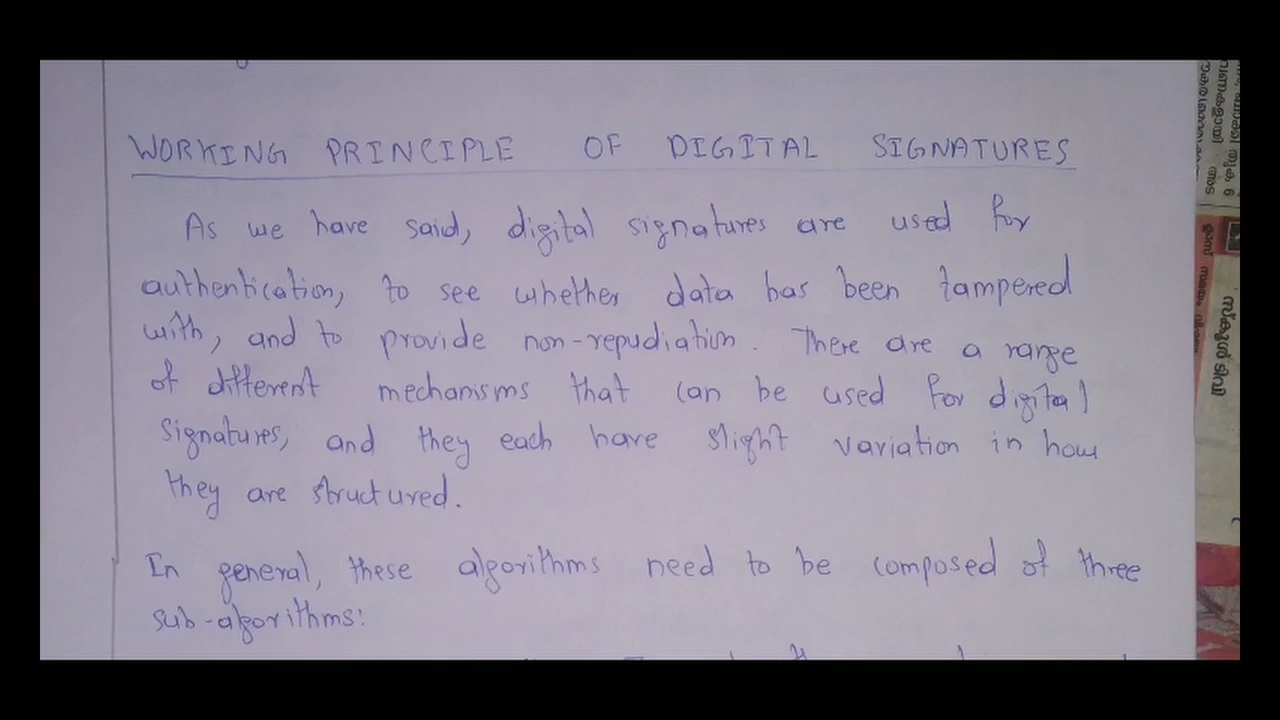 WORKING PRINCIPLE OF DIGITAL SIGNATURES
As we have said, digital signatures are used for
authentication, to see whether data has been tampered
with, and to provide non-repudiation. There are a range
of different mechanisms that can be used for digital
signatures, and they each have slight variation in how
they are structured.
In general, these algorithms need to be composed of three
sub-algorithms: